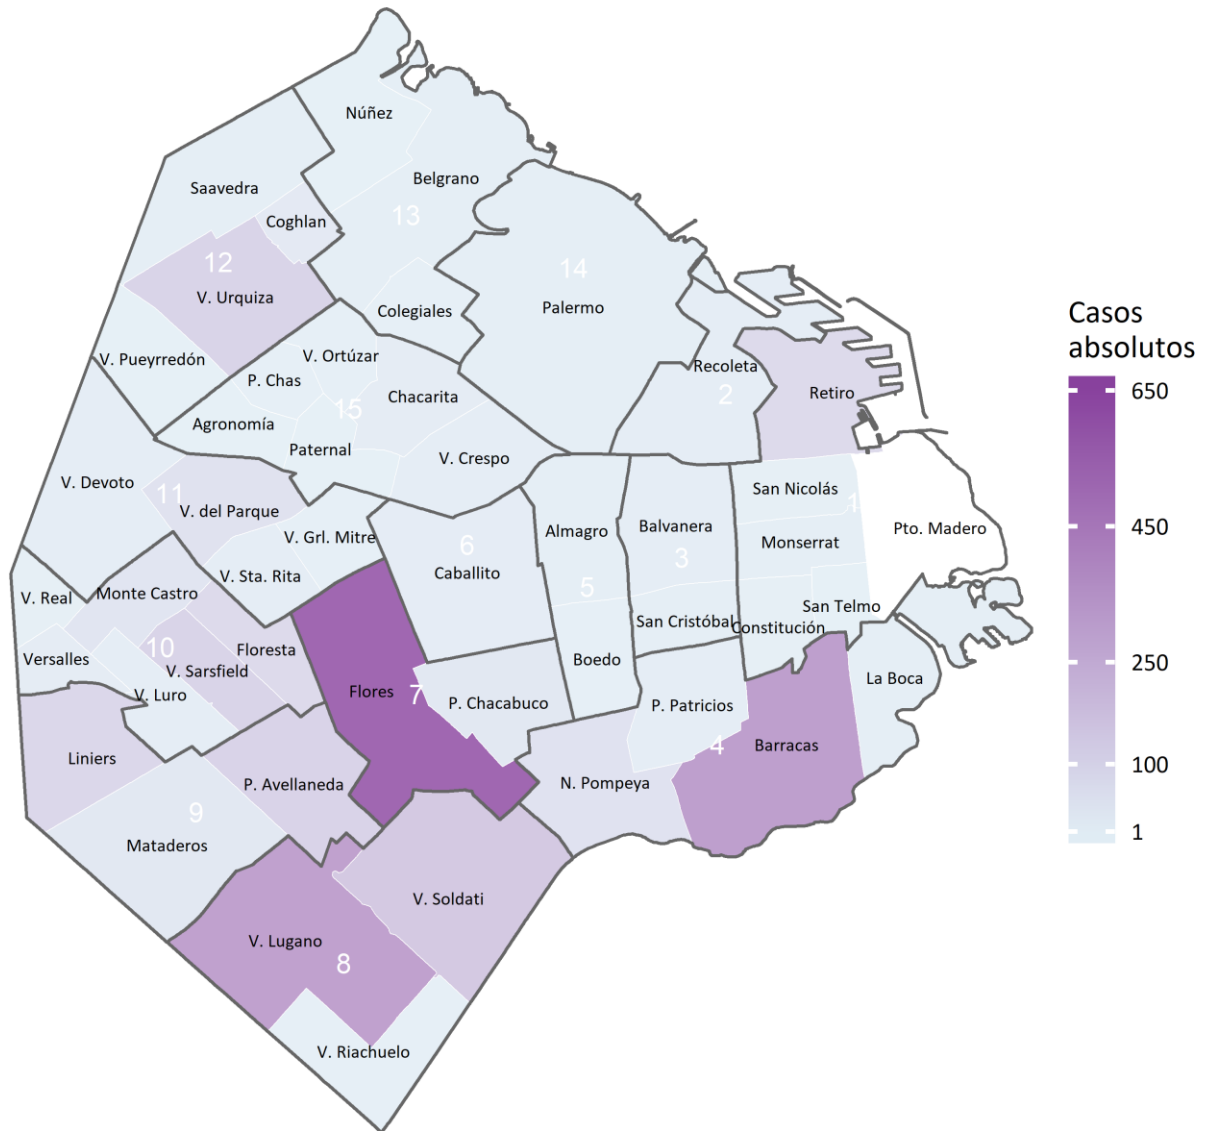 Núñez
Saavedra
Belgrano
Coghlan
13
12
V. Urquiza
14
Palermo
Colegiales
V. Pueyrredón
V. Ortúzar
P. Chas
Chacarita
15
Agronomía
Paternal
V. Crespo
Recoleta
2
Retiro
V. Devoto
11
V. del Parque
V. Grl. Mitre
V. Sta. Rita
6
Caballito
Almagro
5
Boedo
Balvanera
3
San Cristóbal
San Nicolás
1
Monserrat
Pto. Madero
San Telmo
Constitución
V. Real
Monte Castro
Versalles
10
V. Sarsfield
Floresta
V. Luro
Flores
7
P. Chacabuco
P. Patricios
4
Barracas
La Boca
N. Pompeya
Liniers
P. Avellaneda
9
Mataderos
V. Soldati
V. Lugano
8
V. Riachuelo
Casos
absolutos
650
450
250
100
1